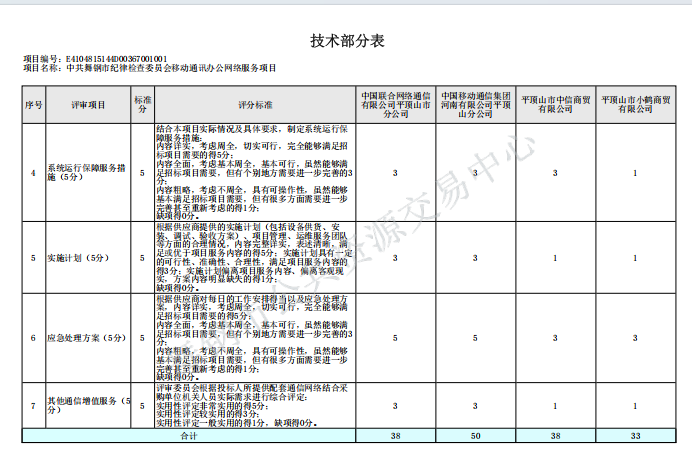 技术部分表
项目编号：E4104815144D00367001001
项目名称：中共舞钢市纪律检查委员会移动通讯办公网络服务项目
序号 评审项目 标准分 评分标准 中国联合网络通信有限公司平顶山市分公司 中国移动通信集团河南有限公司平顶山分公司 平顶山市中信商贸有限公司 平顶山市小鹤商贸有限公司
4 系统运行保障服务措施（5分） 5
结合本项目实际情况及具体要求，制定系统运行保
障服务措施：
内容详实，考虑周全，切实可行，完全能够满足
招标项目需要的得5分；
内容全面，考虑基本周全，基本可行，虽然能够满
足招标项目需要，但有个别地方需要进一步完善的3
分；
内容粗略，考虑不周全，具有可操作性，虽然能够
基本满足招标项目需要，但有很多方面需要进一步
完善甚至重新考虑的得1分；
缺项得0分。
3 3 3 1
5 实施计划（5分） 5
根据供应商提供的实施计划（包括设备供货、安
装、调试、验收方案）、项目管理、运维服务团队
等方面的合理情况，内容完整详实，表述清晰，满
足或优于项目服务内容的得5分；实施计划具有一定
的可行性、准确性、合理性，满足项目服务内容的
得3分；实施计划偏离项目服务内容、偏离客观现
实、方案内容明显缺失的得1分；
缺项得0分。
3 3 1 1
6 应急处理方案（5分） 5
根据供应商对每日的工作安排得当以及应急处理方
案，内容详实，考虑周全，切实可行，完全能够满
足招标项目需要的得5分；
内容全面，考虑基本周全、基本可行，虽然能够满
足招标项目需要，但有个别地方需要进一步完善的3
分；
内容粗略，考虑不周全，具有可操作性，虽然能够
基本满足招标项目需要，但有很多方面需要进一步
完善甚至重新考虑的得1分；
缺项得0分。
5 5 3 3
7 其他通信增值服务（5分） 5
评审委员会根据投标人所提供配套通信网络结合采
购单位机关人员实际需求进行综合评定：
实用性评定非常实用的得5分；
实用性评定较实用的得3分；
实用性评定一般实用的得1分，缺项得0分。
3 3 1 1
合计 38 50 38 33
公共资源交易中心